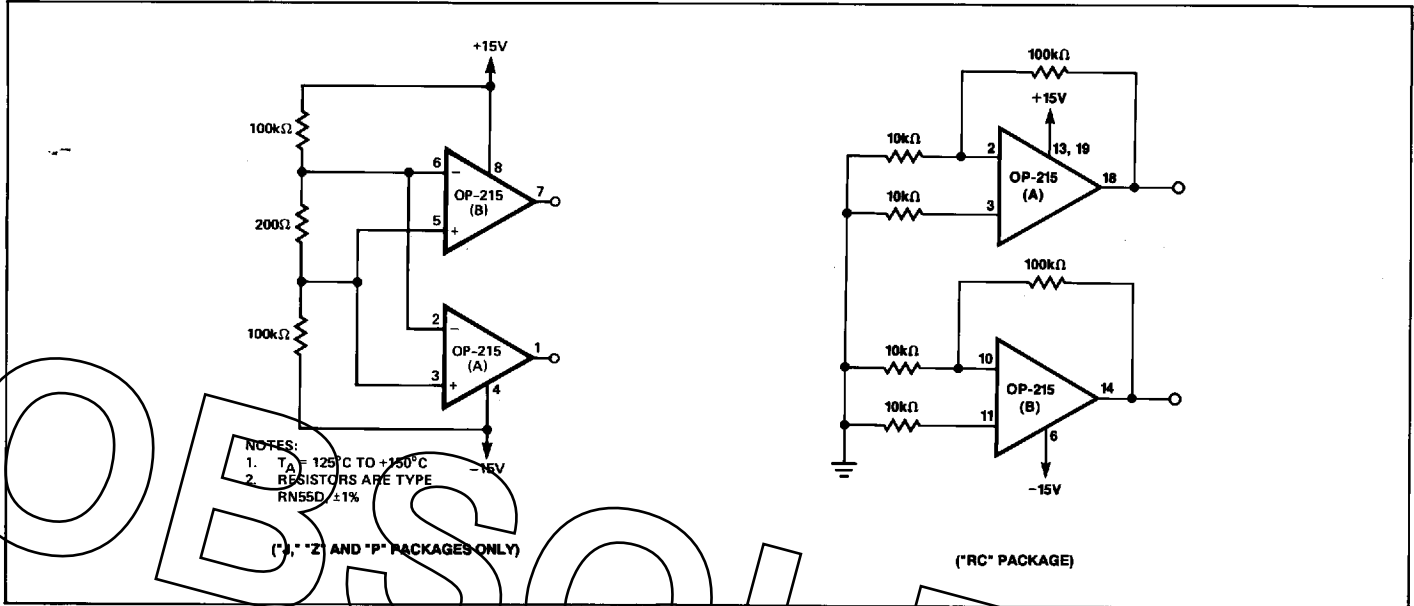 +15V
100kΩ
6
−
8
OP-215
(B)
7
5
+
200Ω
100kΩ
2
−
OP-215
(A)
1
3
+
4
−15V
NOTES:
1. TA = 125°C TO +150°C
2. RESISTORS ARE TYPE
RN55D, ±1%
("J," "Z" AND "P" PACKAGES ONLY)
100kΩ
+15V
10kΩ
2
13, 19
OP-215
(A)
18
10kΩ
3
100kΩ
10kΩ
10
OP-215
(B)
14
10kΩ
11
6
−15V
("RC" PACKAGE)
OBSOL